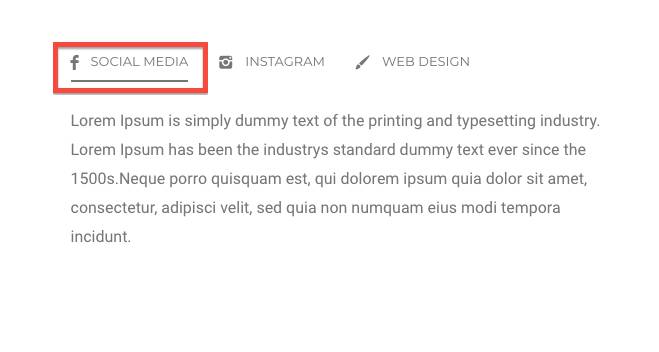 SOCIAL MEDIA INSTAGRAM WEB DESIGN
Lorem Ipsum is simply dummy text of the printing and typesetting industry.
Lorem Ipsum has been the industrys standard dummy text ever since the
1500s.Neque porro quisquam est, qui dolorem ipsum quia dolor sit amet,
consectetur, adipisci velit, sed quia non numquam eius modi tempora
incidunt.